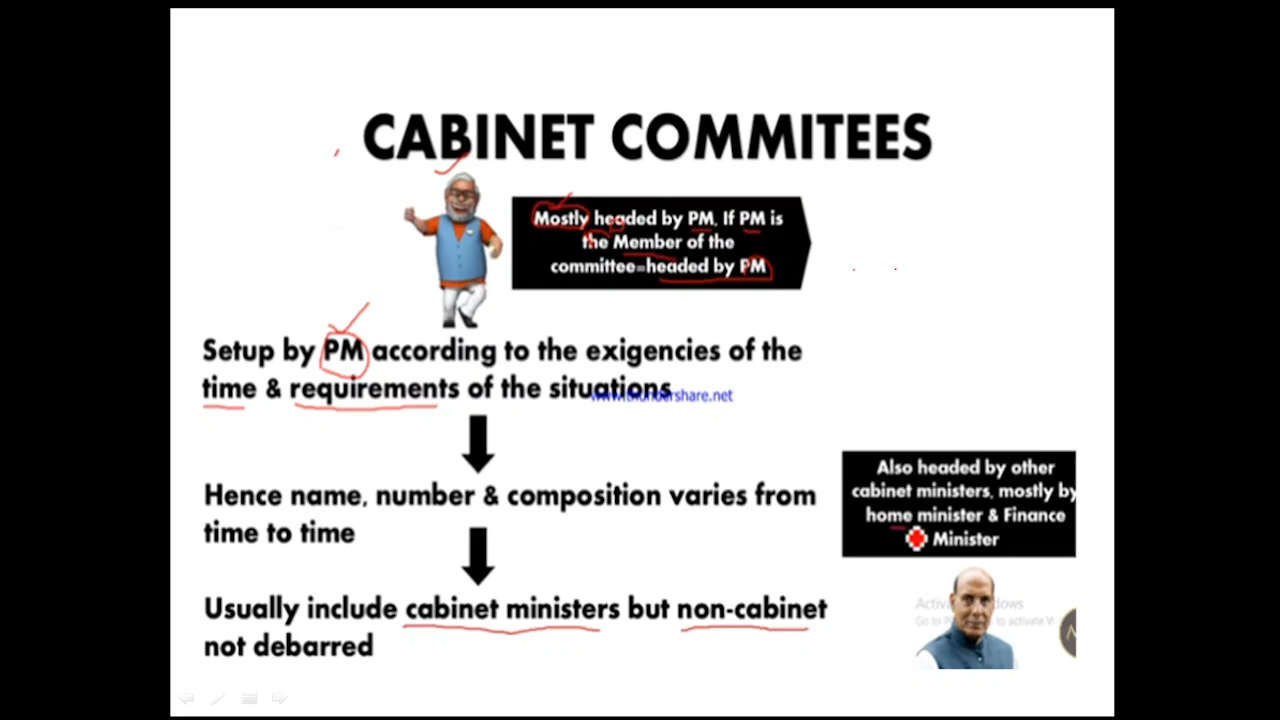 CABINET COMMITEES
Mostly headed by PM, If PM is
the Member of the
committee=headed by PM
Setup by PM according to the exigencies of the
time & requirements of the situations
www.thundershare.net
Hence name, number & composition varies from
time to time
Also headed by other
cabinet ministers, mostly by
home minister & Finance
Minister
Usually include cabinet ministers but non-cabinet
not debarred